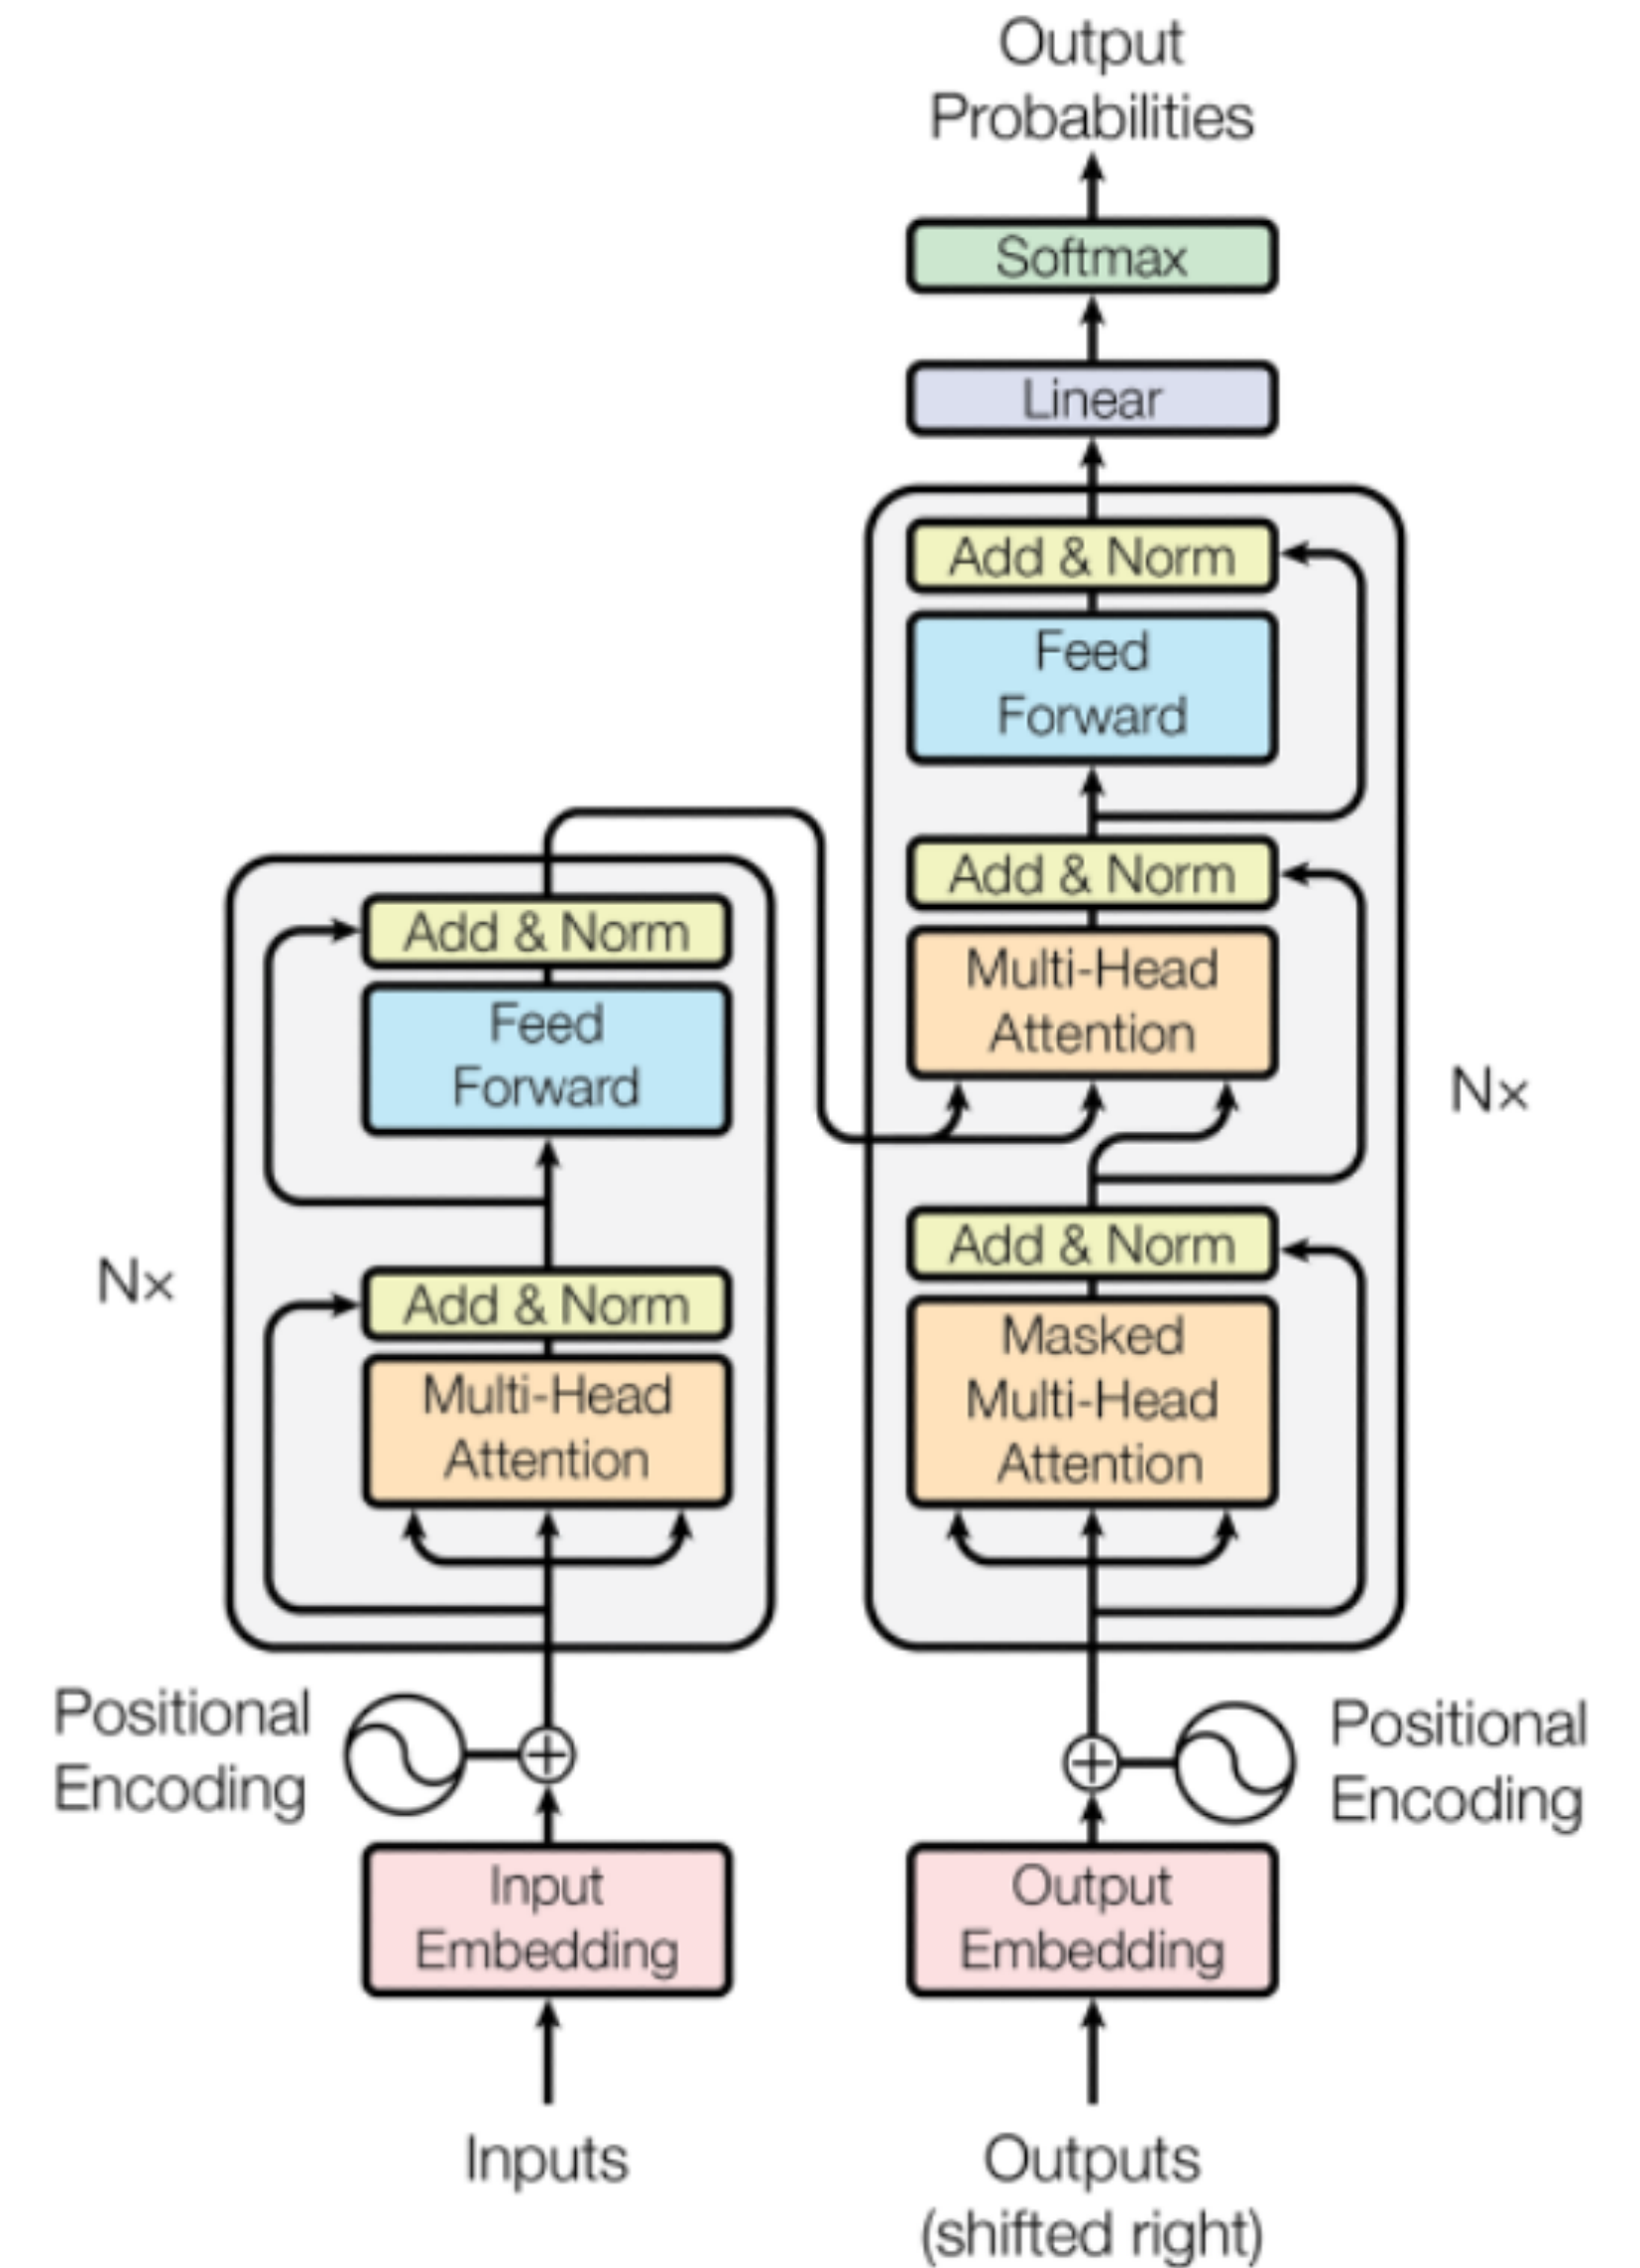 Output
Probabilities
Softmax
Linear
Add & Norm
Feed
Forward
Add & Norm
Multi-Head
Attention
Nx
Add & Norm
Masked
Multi-Head
Attention
Add & Norm
Feed
Forward
Nx
Add & Norm
Multi-Head
Attention
Positional
Encoding
Positional
Encoding
Input
Embedding
Output
Embedding
Inputs
Outputs
(shifted right)